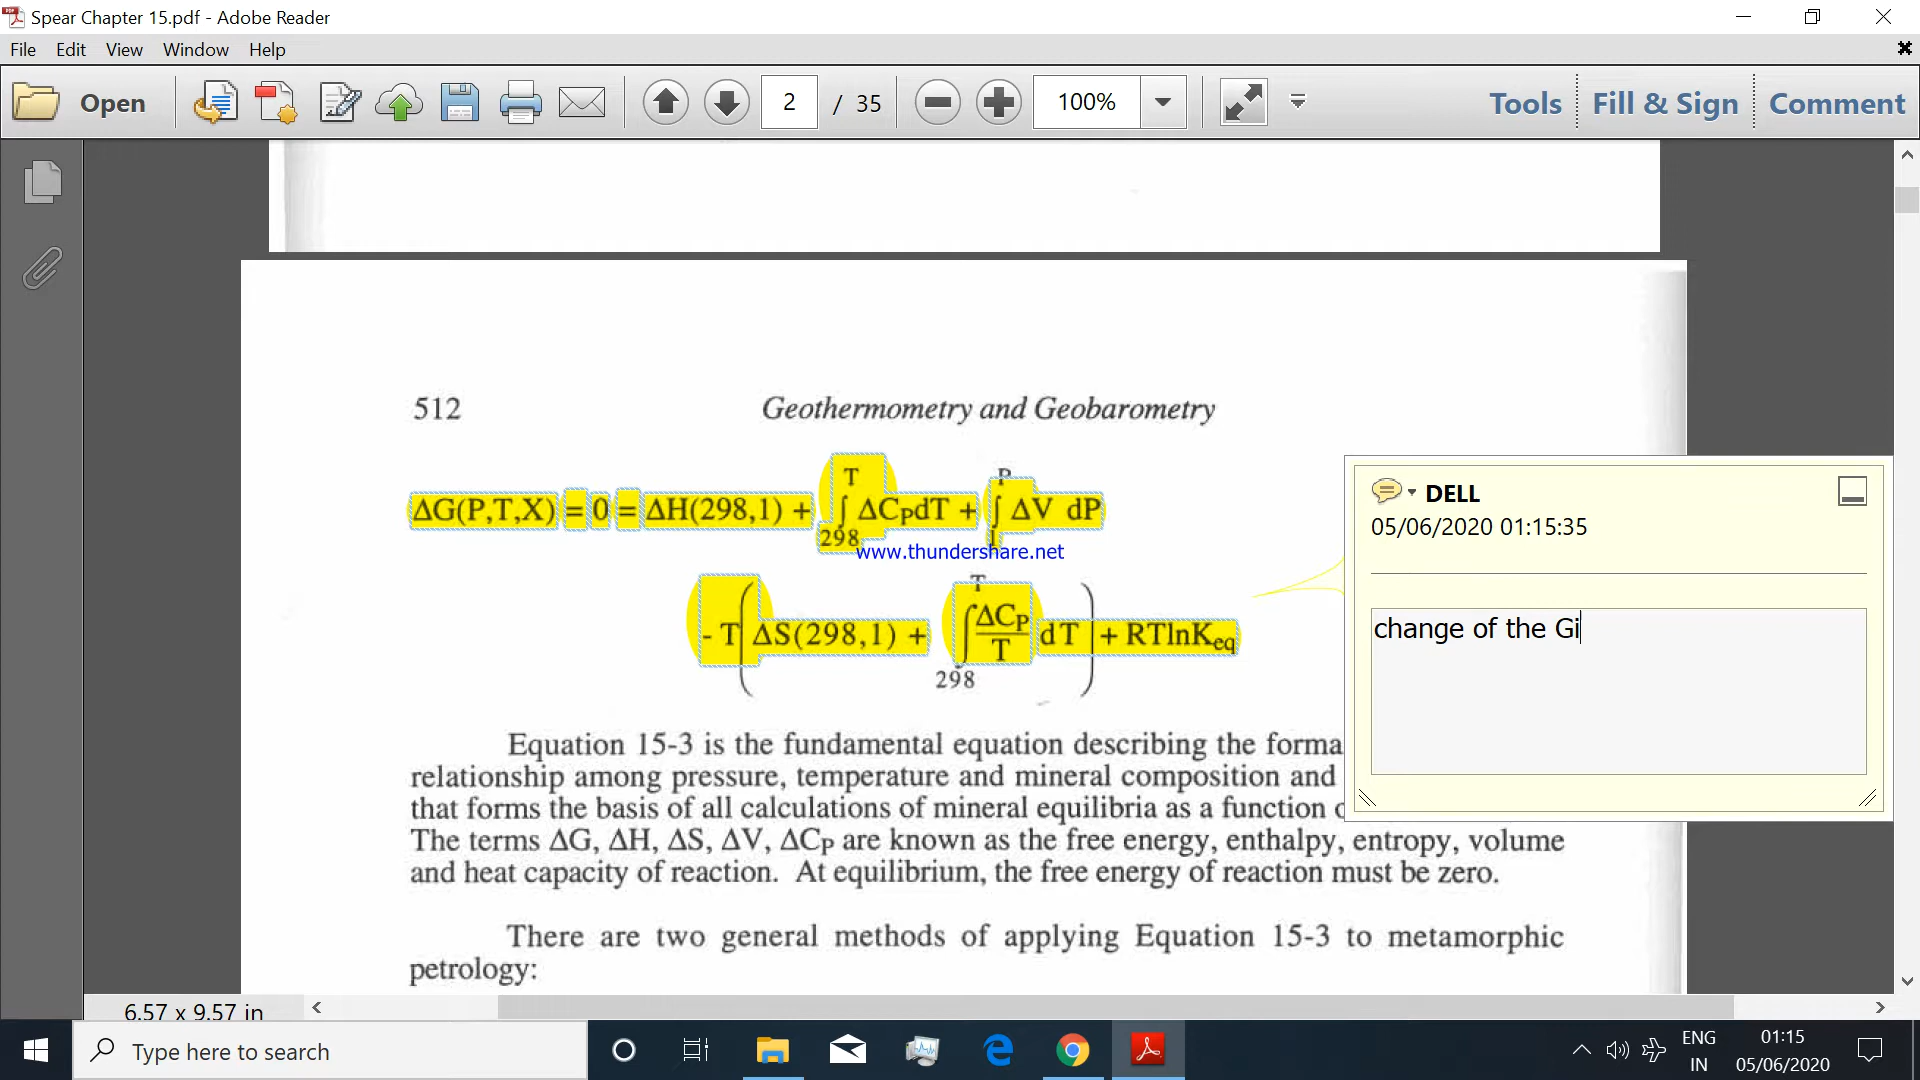 Spear Chapter 15.pdf - Adobe Reader
File Edit View Window Help
Open 2 / 35 100% Tools Fill & Sign Comment
512 Geothermometry and Geobarometry
ΔG(P,T,X) = 0 = ΔH(298,1) + ∫ T 298 ΔCPdT + ∫ P 1 ΔV dP
www.thundershare.net
- T( ΔS(298,1) + ∫ T 298 ΔCP/T dT ) + RTlnKeq
DELL
05/06/2020 01:15:35
change of the Gi
Equation 15-3 is the fundamental equation describing the forma
relationship among pressure, temperature and mineral composition and
that forms the basis of all calculations of mineral equilibria as a function
The terms ΔG, ΔH, ΔS, ΔV, ΔCP are known as the free energy, enthalpy, entropy, volume
and heat capacity of reaction. At equilibrium, the free energy of reaction must be zero.
There are two general methods of applying Equation 15-3 to metamorphic
petrology:
6.57 x 9.57 in
Type here to search
ENG
IN
01:15
05/06/2020